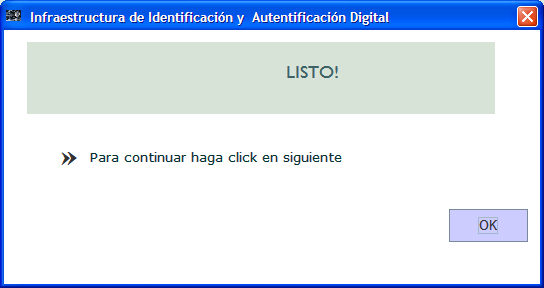 Infraestructura de Identificación y  Autentificación Digital
LISTO!
Para continuar haga click en siguiente
OK